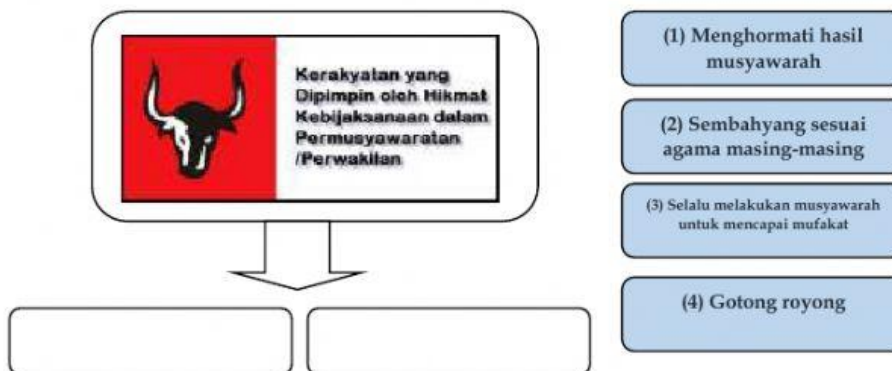 Kerakyatan yang
Dipimpin oleh Hikmat
Kebijaksanaan dalam
Permusyawaratan
/Perwakilan
(1) Menghormati hasil
musyawarah
(2) Sembahyang sesuai
agama masing-masing
(3) Selalu melakukan musyawarah
untuk mencapai mufakat
(4) Gotong royong